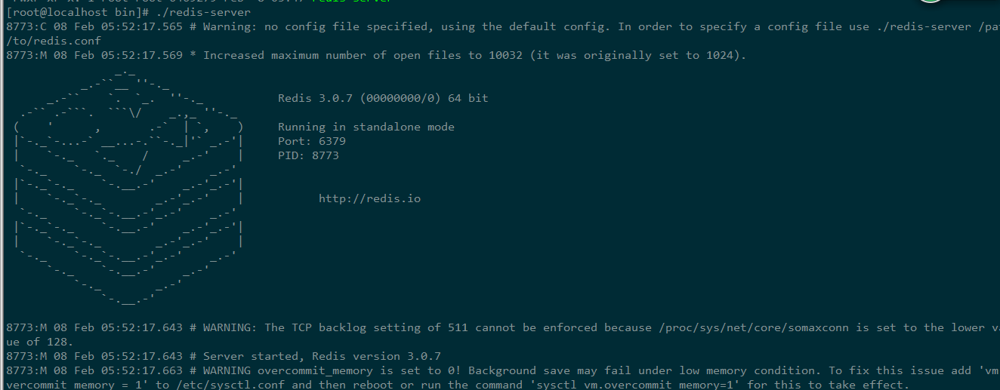 [root@localhost bin]# ./redis-server
8773:C 08 Feb 05:52:17.565 # Warning: no config file specified, using the default config. In order to specify a config file use ./redis-server /pa
/to/redis.conf
8773:M 08 Feb 05:52:17.569 * Increased maximum number of open files to 10032 (it was originally set to 1024).
Redis 3.0.7 (00000000/0) 64 bit
Running in standalone mode
Port: 6379
PID: 8773
http://redis.io
8773:M 08 Feb 05:52:17.643 # WARNING: The TCP backlog setting of 511 cannot be enforced because /proc/sys/net/core/somaxconn is set to the lower va
ue of 128.
8773:M 08 Feb 05:52:17.643 # Server started, Redis version 3.0.7
8773:M 08 Feb 05:52:17.663 # WARNING overcommit_memory is set to 0! Background save may fail under low memory condition. To fix this issue add 'vm
vercommit_memory = 1' to /etc/sysctl.conf and then reboot or run the command 'sysctl vm.overcommit_memory=1' for this to take effect.